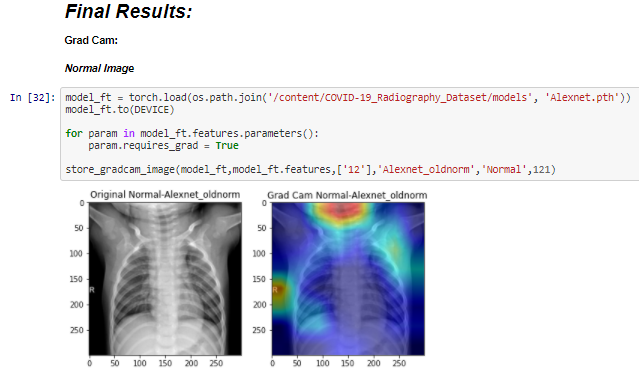 Final Results:
Grad Cam:
Normal Image
In [32]: model_ft = torch.load(os.path.join('/content/COVID-19_Radiography_Dataset/models', 'Alexnet.pth'))
model_ft.to(DEVICE)
for param in model_ft.features.parameters():
    param.requires_grad = True
store_gradcam_image(model_ft,model_ft.features,['12'],'Alexnet_oldnorm','Normal',121)
Original Normal-Alexnet_oldnorm Grad Cam Normal-Alexnet_oldnorm
0 0
50 50
100 100
150 150
R R
200 200
250 250
0 50 100 150 200 250 0 50 100 150 200 250